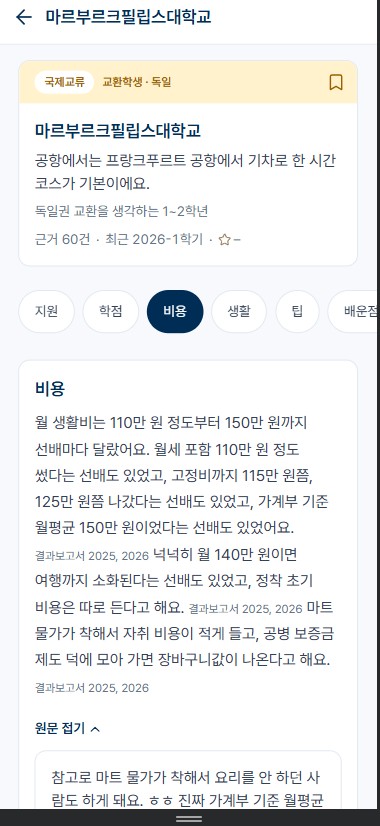 마르부르크필립스대학교
국제교류 교환학생 · 독일
마르부르크필립스대학교
공항에서는 프랑크푸르트 공항에서 기차로 한 시간
코스가 기본이에요.
독일권 교환을 생각하는 1~2학년
근거 60건 · 최근 2026-1학기 · ☆–
지원 학점 비용 생활 팁 배운점
비용
월 생활비는 110만 원 정도부터 150만 원까지
선배마다 달랐어요. 월세 포함 110만 원 정도
썼다는 선배도 있었고, 고정비까지 115만 원쯤,
125만 원쯤 나갔다는 선배도 있었고, 가계부 기준
월평균 150만 원이었다는 선배도 있었어요.
결과보고서 2025, 2026 넉넉히 월 140만 원이면
여행까지 소화된다는 선배도 있었고, 정착 초기
비용은 따로 든다고 해요. 결과보고서 2025, 2026 마트
물가가 착해서 자취 비용이 적게 들고, 공병 보증금
제도 덕에 모아 가면 장바구니값이 나온다고 해요.
결과보고서 2025, 2026
원문 접기
참고로 마트 물가가 착해서 요리를 안 하던 사
람도 하게 돼요. ㅎㅎ 진짜 가계부 기준 월평균